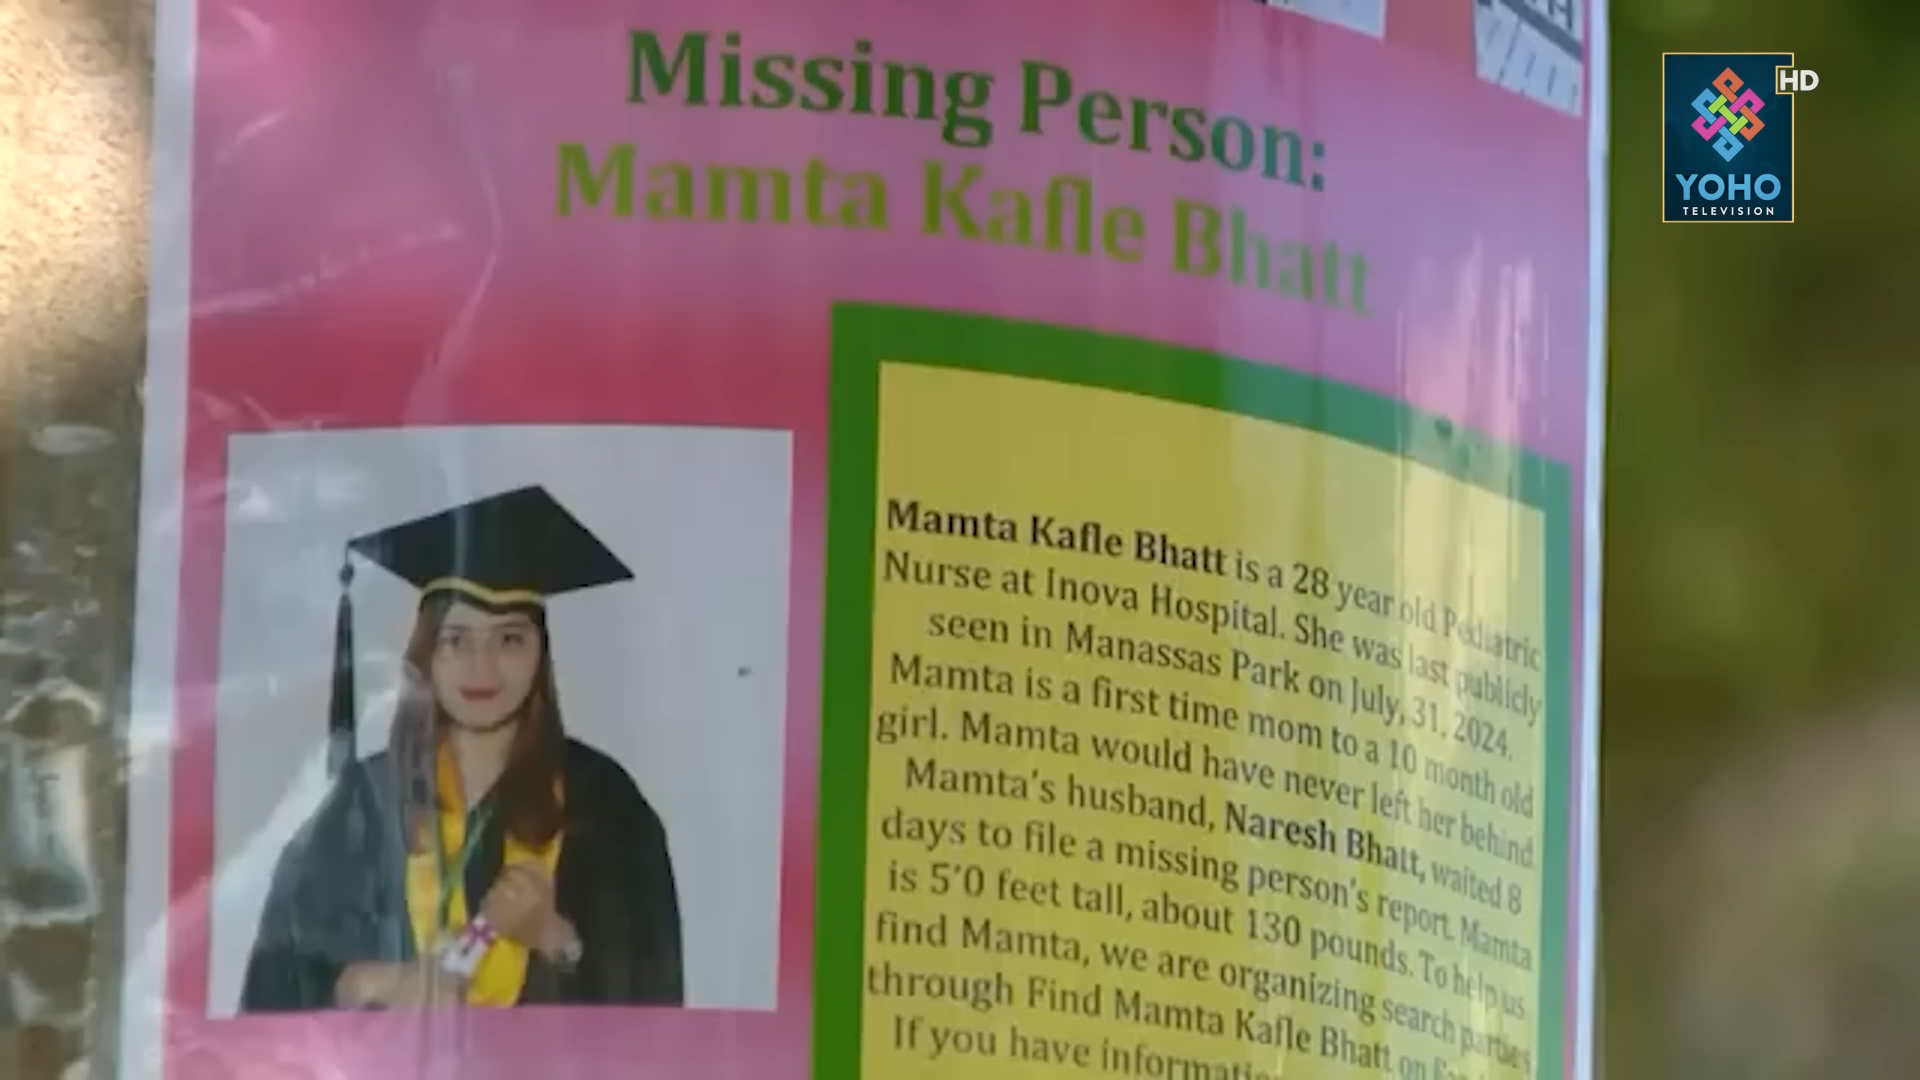 Missing Person:
Mamta Kafle Bhatt
HD
YOHO
TELEVISION
Mamta Kafle Bhatt is a 28 year old Pediatric
Nurse at Inova Hospital. She was last publicly
seen in Manassas Park on July, 31, 2024.
Mamta is a first time mom to a 10 month old
girl. Mamta would have never left her behind.
Mamta's husband, Naresh Bhatt, waited 8
days to file a missing person's report. Mamta
is 5'0 feet tall, about 130 pounds. To help us
find Mamta, we are organizing search parties
through Find Mamta Kafle Bhatt on
If you have